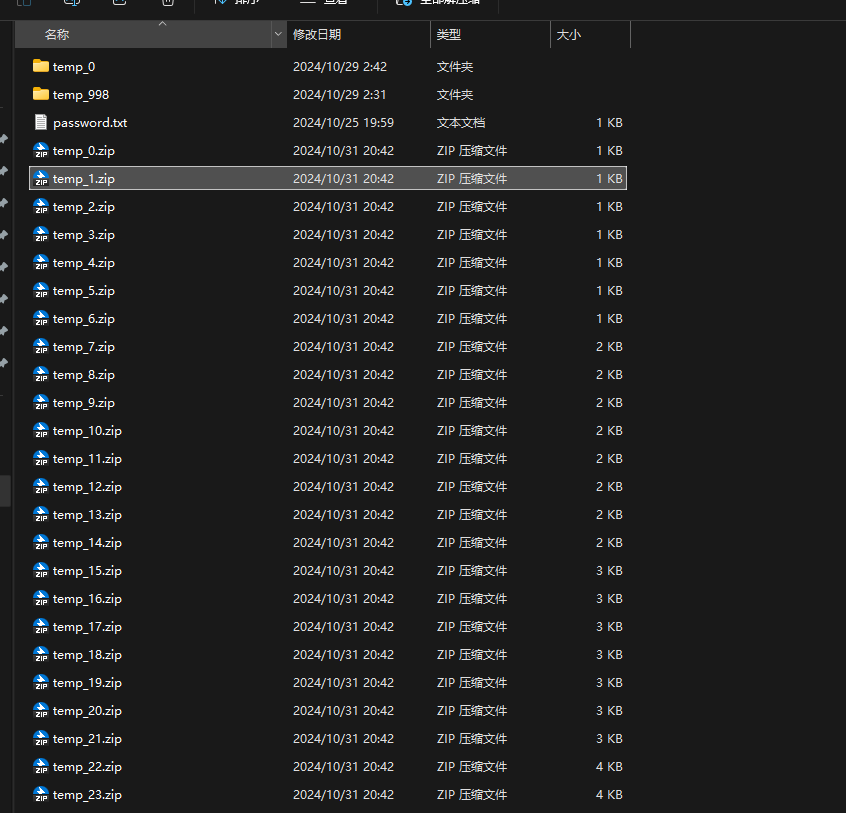 名称 修改日期 类型 大小
temp_0 2024/10/29 2:42 文件夹
temp_998 2024/10/29 2:31 文件夹
password.txt 2024/10/25 19:59 文本文档 1 KB
temp_0.zip 2024/10/31 20:42 ZIP 压缩文件 1 KB
temp_1.zip 2024/10/31 20:42 ZIP 压缩文件 1 KB
temp_2.zip 2024/10/31 20:42 ZIP 压缩文件 1 KB
temp_3.zip 2024/10/31 20:42 ZIP 压缩文件 1 KB
temp_4.zip 2024/10/31 20:42 ZIP 压缩文件 1 KB
temp_5.zip 2024/10/31 20:42 ZIP 压缩文件 1 KB
temp_6.zip 2024/10/31 20:42 ZIP 压缩文件 1 KB
temp_7.zip 2024/10/31 20:42 ZIP 压缩文件 2 KB
temp_8.zip 2024/10/31 20:42 ZIP 压缩文件 2 KB
temp_9.zip 2024/10/31 20:42 ZIP 压缩文件 2 KB
temp_10.zip 2024/10/31 20:42 ZIP 压缩文件 2 KB
temp_11.zip 2024/10/31 20:42 ZIP 压缩文件 2 KB
temp_12.zip 2024/10/31 20:42 ZIP 压缩文件 2 KB
temp_13.zip 2024/10/31 20:42 ZIP 压缩文件 2 KB
temp_14.zip 2024/10/31 20:42 ZIP 压缩文件 2 KB
temp_15.zip 2024/10/31 20:42 ZIP 压缩文件 3 KB
temp_16.zip 2024/10/31 20:42 ZIP 压缩文件 3 KB
temp_17.zip 2024/10/31 20:42 ZIP 压缩文件 3 KB
temp_18.zip 2024/10/31 20:42 ZIP 压缩文件 3 KB
temp_19.zip 2024/10/31 20:42 ZIP 压缩文件 3 KB
temp_20.zip 2024/10/31 20:42 ZIP 压缩文件 3 KB
temp_21.zip 2024/10/31 20:42 ZIP 压缩文件 3 KB
temp_22.zip 2024/10/31 20:42 ZIP 压缩文件 4 KB
temp_23.zip 2024/10/31 20:42 ZIP 压缩文件 4 KB